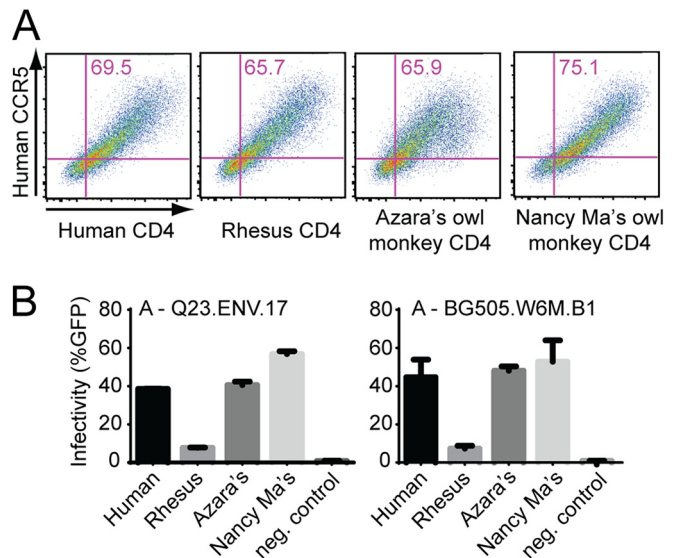 A
Human CCR5
69.5
65.7
65.9
75.1
Human CD4
Rhesus CD4
Azara's owl
monkey CD4
Nancy Ma's owl
monkey CD4
B
Infectivity (%GFP)
A - Q23.ENV.17
80
60
40
20
0
Human
Rhesus
Azara's
Nancy Ma's
neg. control
A - BG505.W6M.B1
80
60
40
20
0
Human
Rhesus
Azara's
Nancy Ma's
neg. control